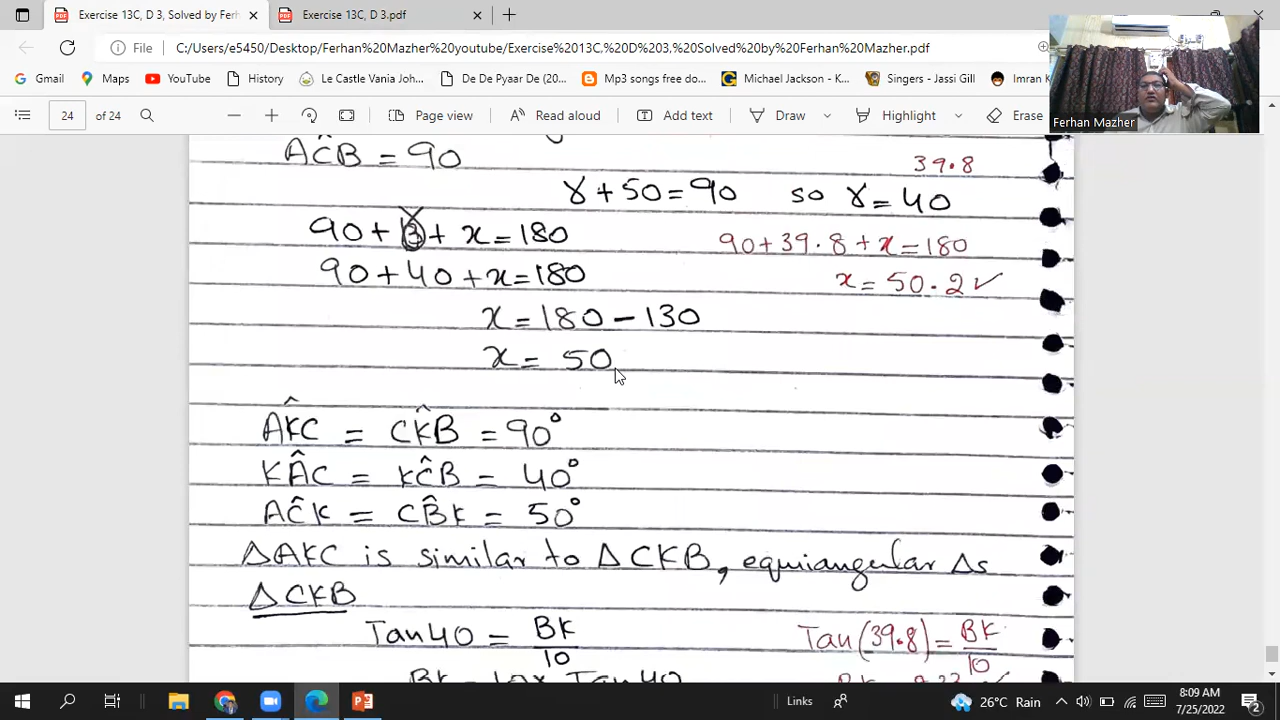 Exercise 13C, D 3, Solved by Ferh
Exercise 13C, D 3.pdf
File
C:/Users/e5450/Desktop/Ferhan%20Mazher%20youtube/Exercise%2013C,%20D%203,%20Solved%20by%20Ferhan%20Mazher.pdf
Gmail
Maps
YouTube
History
Le Castle Vania Joh...
De De Pyaar De (20...
Mp3 songs free do...
Michael Jackson - K...
Singers - Jassi Gill
Imran K
24 of 24
Page view
Read aloud
Add text
Draw
Highlight
Erase
Ferhan Mazher
AĈB = 90
39.8
γ + 50 = 90 so γ = 40
90 + + x = 180
90 + 39.8 + x = 180
90 + 40 + x = 180
x = 50.2 ✓
x = 180 - 130
x = 50
AK̂C = CK̂B = 90°
KÂC = KĈB = 40°
AĈK = CB̂K = 50°
ΔAKC is similar to ΔCKB, equiangular Δs
ΔCKB
Tan 40 = BK/10
Tan (39.8) = BK/10
Links
26°C Rain
8:09 AM
7/25/2022
2